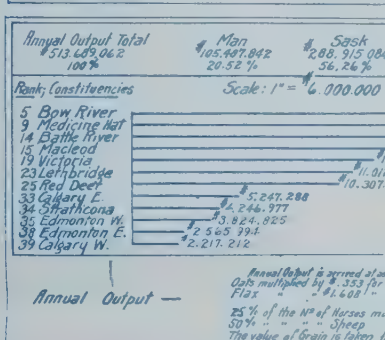 Annual Output Total Man Sask
$513.689,062 $105.487.842 $288.915 084
100% 20.52% 56,26%
Rank; Constituencies Scale: 1" = $6.000.000
5 Bow River
9 Medicine Hat
14 Battle River
15 Macleod
19 Victoria
23 Lethbridge
25 Red Deer 10.307
33 Calgary E. $5.247.288
34 Strathcona $4.246.977
35 Edmonton W. 3.824.825
38 Edmonton E. $2 565 994
39 Calgary W. $2.217.212
Annual Output is arrived at
Annual Output — Oats multiplied by $.353 for
Flax " " $1.608 "
25% of the No of Horses
50% " " " " Sheep
The value of Grain is taken